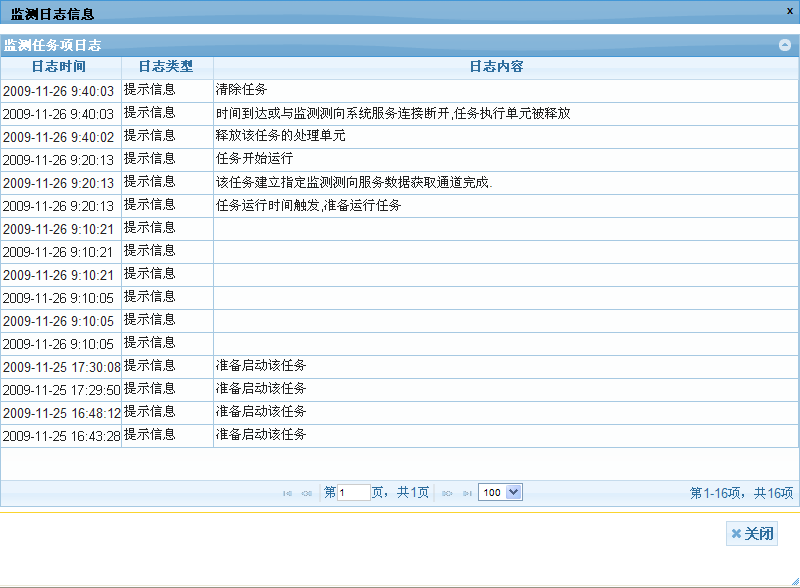 监测日志信息 x
监测任务项日志
日志时间 日志类型 日志内容
2009-11-26 9:40:03 提示信息 清除任务
2009-11-26 9:40:03 提示信息 时间到达或与监测测向系统服务连接断开,任务执行单元被释放
2009-11-26 9:40:02 提示信息 释放该任务的处理单元
2009-11-26 9:20:13 提示信息 任务开始运行
2009-11-26 9:20:13 提示信息 该任务建立指定监测测向服务数据获取通道完成.
2009-11-26 9:20:13 提示信息 任务运行时间触发,准备运行任务
2009-11-26 9:10:21 提示信息
2009-11-26 9:10:21 提示信息
2009-11-26 9:10:21 提示信息
2009-11-26 9:10:05 提示信息
2009-11-26 9:10:05 提示信息
2009-11-26 9:10:05 提示信息
2009-11-25 17:30:08 提示信息 准备启动该任务
2009-11-25 17:29:50 提示信息 准备启动该任务
2009-11-25 16:48:12 提示信息 准备启动该任务
2009-11-25 16:43:28 提示信息 准备启动该任务
第 1 页，共1页 100 第1-16项，共16项
关闭